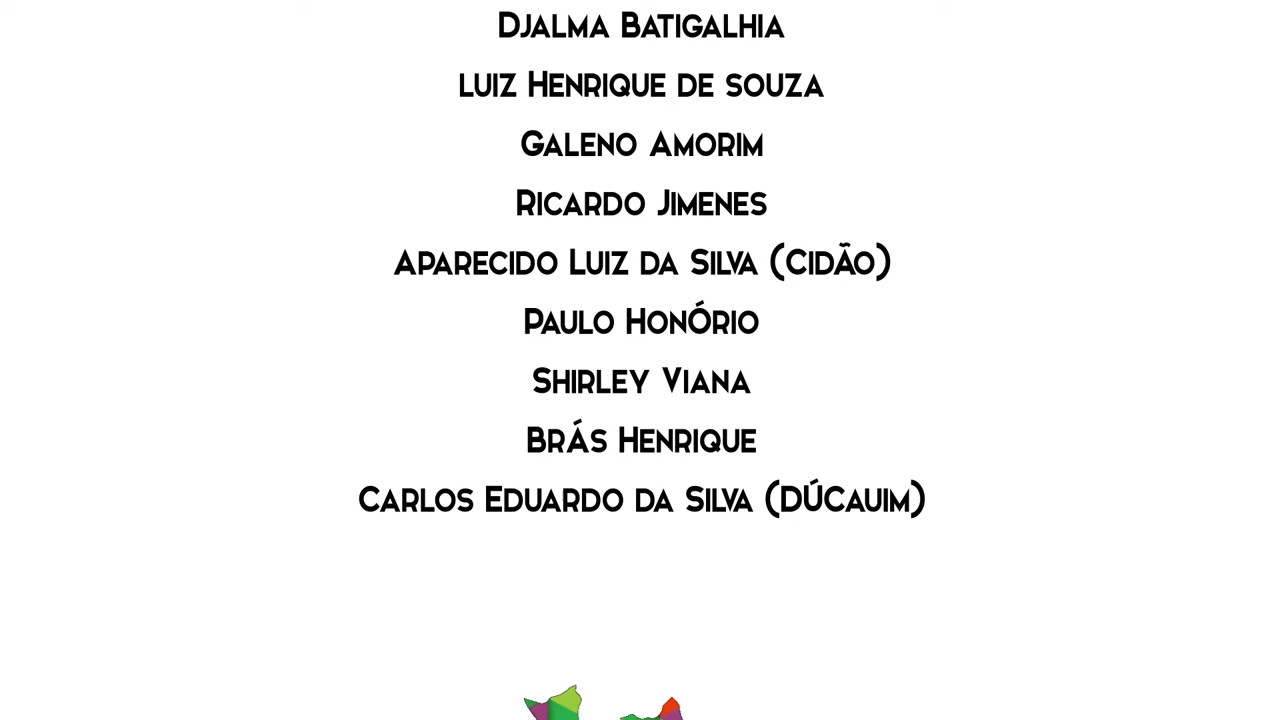 Djalma Batigalhia
luiz Henrique de souza
Galeno Amorim
Ricardo Jimenes
Aparecido Luiz da Silva (Cidão)
Paulo Honório
Shirley Viana
Brás Henrique
Carlos Eduardo da Silva (DúCauim)